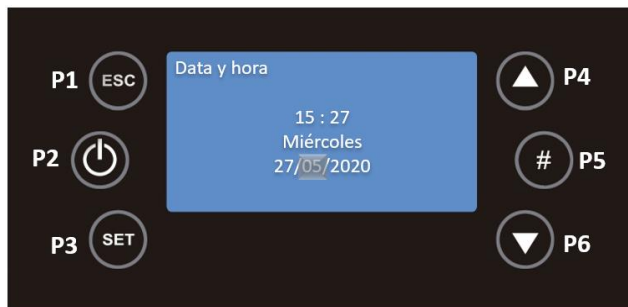 P1 ESC
P2
P3 SET
Data y hora
15 : 27
Miércoles
27/05/2020
P4
# P5
P6